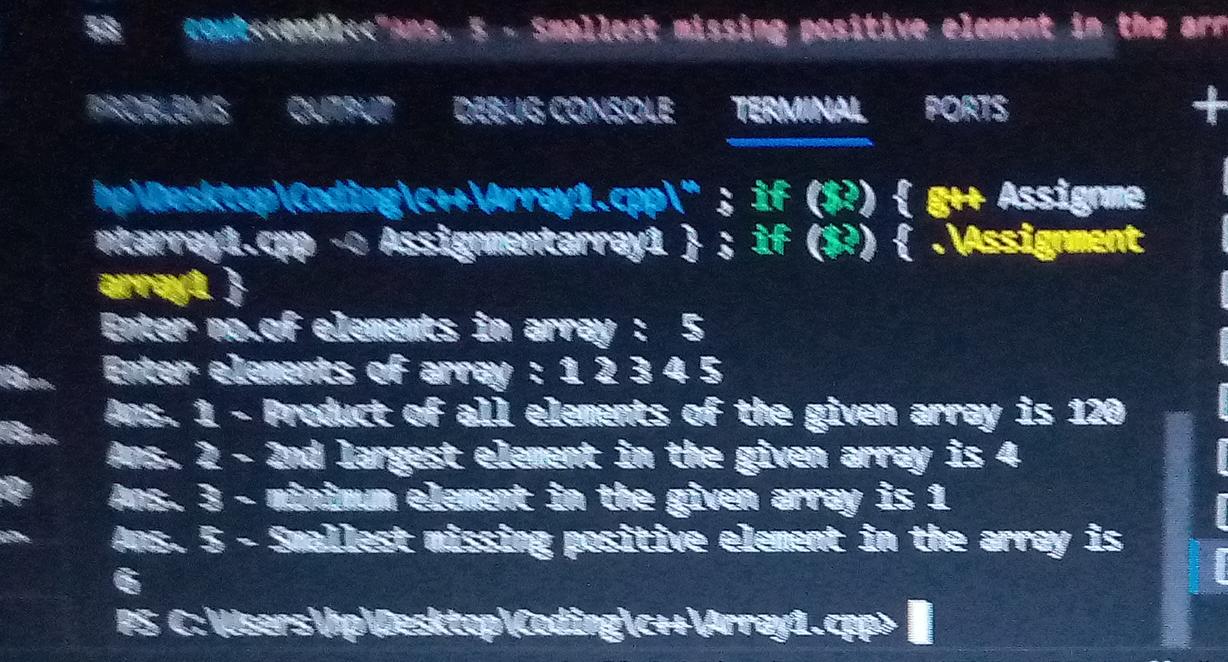 cout<<endl<<"Ans. 5 - Smallest missing positive element in the arr
PROBLEMS OUTPUT DEBUG CONSOLE TERMINAL PORTS +
hp\Desktop\Coding\c++\Array1.cpp\" ; if ($?) { g++ Assignme
ntarray1.cpp -o Assignmentarray1 } ; if ($?) { .\Assignment
array1 }
Enter no.of elements in array :  5
Enter elements of array : 1 2 3 4 5
Ans. 1 - Product of all elements of the given array is 120
Ans. 2 - 2nd largest element in the given array is 4
Ans. 3 - minimum element in the given array is 1
Ans. 5 - Smallest missing positive element in the array is
6
PS C:\Users\hp\Desktop\Coding\c++\Array1.cpp>